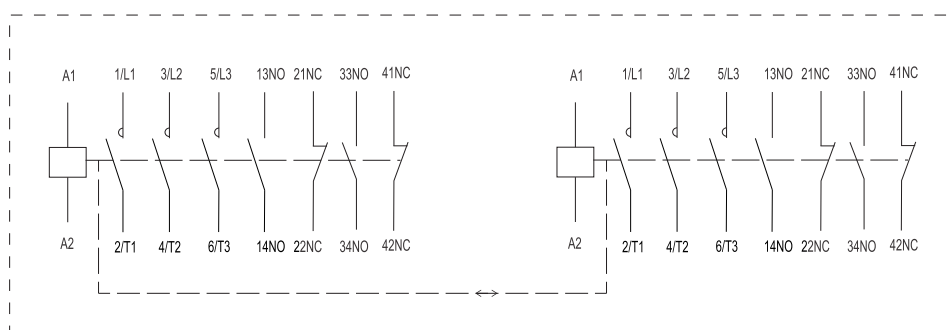 A1 1/L1 3/L2 5/L3 13NO 21NC 33NO 41NC A1 1/L1 3/L2 5/L3 13NO 21NC 33NO 41NC
A2 2/T1 4/T2 6/T3 14NO 22NC 34NO 42NC A2 2/T1 4/T2 6/T3 14NO 22NC 34NO 42NC